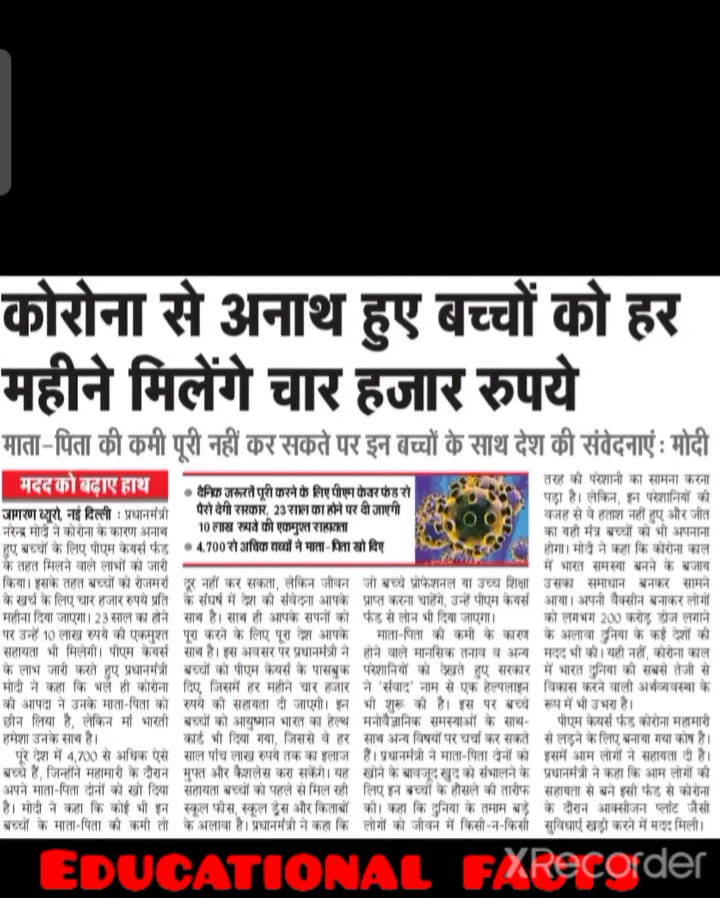 कोरोना से अनाथ हुए बच्चों को हर
महीने मिलेंगे चार हजार रुपये
माता-पिता की कमी पूरी नहीं कर सकते पर इन बच्चों के साथ देश की संवेदनाएं : मोदी
मदद को बढ़ाए हाथ
जागरण ब्यूरो, नई दिल्ली : प्रधानमंत्री
नरेन्द्र मोदी ने कोरोना के कारण अनाथ
हुए बच्चों के लिए पीएम केयर्स फंड
के तहत मिलने वाले लाभों को जारी
किया। इसके तहत बच्चों को रोजमर्रा
के खर्च के लिए चार हजार रुपये प्रति
महीना दिया जाएगा। 23 साल का होने
पर उन्हें 10 लाख रुपये की एकमुश्त
सहायता भी मिलेगी। पीएम केयर्स
के लाभ जारी करते हुए प्रधानमंत्री
मोदी ने कहा कि भले ही कोरोना
की आपदा ने उनके माता-पिता को
छीन लिया है, लेकिन मां भारती
हमेशा उनके साथ है।
पूरे देश में 4,700 से अधिक ऐसे
बच्चे हैं, जिन्होंने महामारी के दौरान
अपने माता-पिता दोनों को खो दिया
है। मोदी ने कहा कि कोई भी इन
बच्चों के माता-पिता की कमी तो
दैनिक जरूरतें पूरी करने के लिए पीएम केयर फंड से
पैसे देगी सरकार, 23 साल का होने पर दी जाएगी
10 लाख रुपये की एकमुश्त सहायता
4,700 से अधिक बच्चों ने माता-पिता खो दिए
दूर नहीं कर सकता, लेकिन जीवन
के संघर्ष में देश की संवेदना आपके
साथ है। साथ ही आपके सपनों को
पूरा करने के लिए पूरा देश आपके
साथ है। इस अवसर पर प्रधानमंत्री ने
बच्चों को पीएम केयर्स के पासबुक
दिए, जिसमें हर महीने चार हजार
रुपये की सहायता दी जाएगी। इन
बच्चों को आयुष्मान भारत का हेल्थ
कार्ड भी दिया गया, जिससे वे हर
साल पांच लाख रुपये तक का इलाज
मुफ्त और कैशलेस करा सकेंगे। यह
सहायता बच्चों को पहले से मिल रही
स्कूल फीस, स्कूल ड्रेस और किताबों
के अलावा है। प्रधानमंत्री ने कहा कि
जो बच्चे प्रोफेशनल या उच्च शिक्षा
प्राप्त करना चाहेंगे, उन्हें पीएम केयर्स
फंड से लोन भी दिया जाएगा।
माता-पिता की कमी के कारण
होने वाले मानसिक तनाव व अन्य
परेशानियों को देखते हुए सरकार
ने 'संवाद' नाम से एक हेल्पलाइन
भी शुरू की है। इस पर बच्चे
मनोवैज्ञानिक समस्याओं के साथ-
साथ अन्य विषयों पर चर्चा कर सकते
हैं। प्रधानमंत्री ने माता-पिता दोनों को
खोने के बावजूद खुद को संभालने के
लिए इन बच्चों के हौसले की तारीफ
की। कहा कि दुनिया के तमाम बड़े
लोगों को जीवन में किसी-न-किसी
तरह की परेशानी का सामना करना
पड़ा है। लेकिन, इन परेशानियों की
वजह से वे हताश नहीं हुए और जीत
का यही मंत्र बच्चों को भी अपनाना
होगा। मोदी ने कहा कि कोरोना काल
में भारत समस्या बनने के बजाय
उसका समाधान बनकर सामने
आया। अपनी वैक्सीन बनाकर लोगों
को लगभग 200 करोड़ डोज लगाने
के अलावा दुनिया के कई देशों की
मदद भी की। यही नहीं, कोरोना काल
में भारत दुनिया की सबसे तेजी से
विकास करने वाली अर्थव्यवस्था के
रूप में भी उभरा है।
पीएम केयर्स फंड कोरोना महामारी
से लड़ने के लिए बनाया गया कोष है।
इसमें आम लोगों ने सहायता दी है।
प्रधानमंत्री ने कहा कि आम लोगों की
सहायता से बने इसी फंड से कोरोना
के दौरान आक्सीजन प्लांट जैसी
सुविधाएं खड़ी करने में मदद मिली।
EDUCATIONAL FACTS
XRecorder